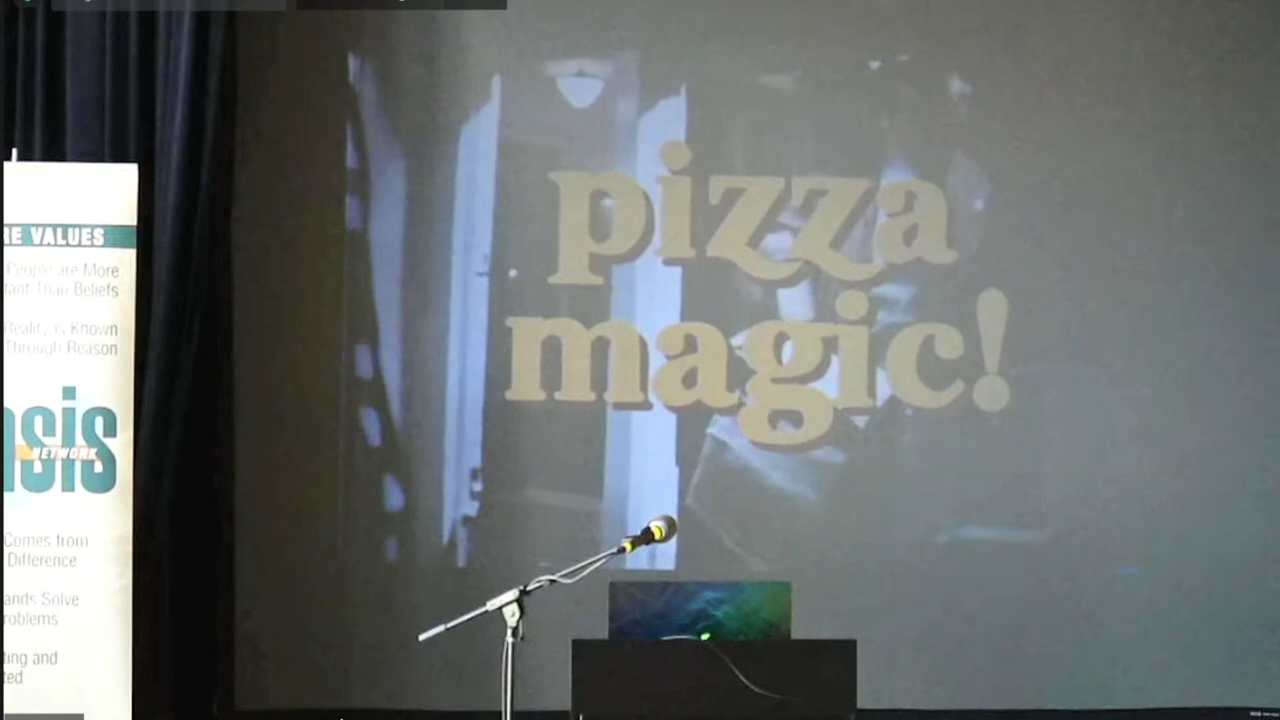 pizza
magic!
RE VALUES
People are More
tant Than Beliefs
Reality is Known
Through Reason
asis
NETWORK
Comes from
Difference
ands Solve
roblems
ting and
ted